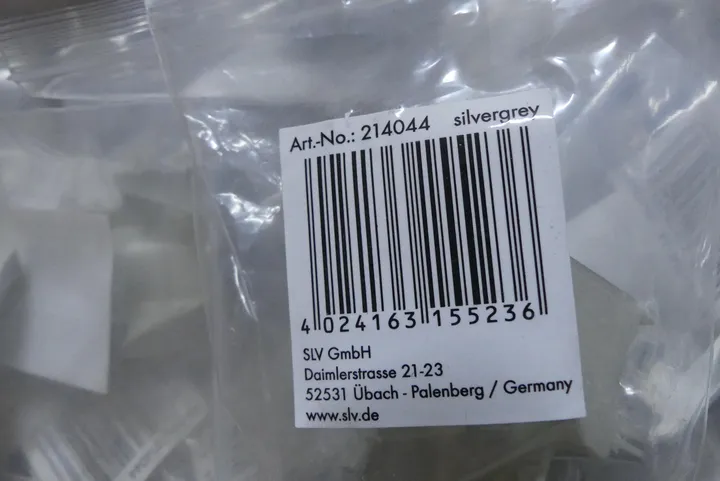 Art.-No.: 214044 silvergrey
4 024163 155236
SLV GmbH
Daimlerstrasse 21-23
52531 Übach - Palenberg / Germany
www.slv.de